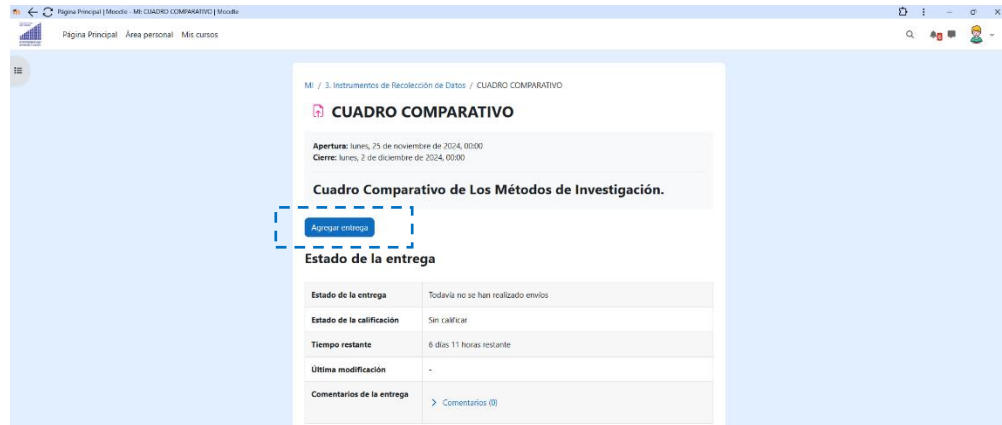 Página Principal | Moodle - MI: CUADRO COMPARATIVO | Moodle
Página Principal Área personal Mis cursos
MI / 3. Instrumentos de Recolección de Datos / CUADRO COMPARATIVO
CUADRO COMPARATIVO
Apertura: lunes, 25 de noviembre de 2024, 00:00
Cierre: lunes, 2 de diciembre de 2024, 00:00
Cuadro Comparativo de Los Métodos de Investigación.
Agregar entrega
Estado de la entrega
Estado de la entrega Todavía no se han realizado envíos
Estado de la calificación Sin calificar
Tiempo restante 6 días 11 horas restante
Última modificación -
Comentarios de la entrega Comentarios (0)